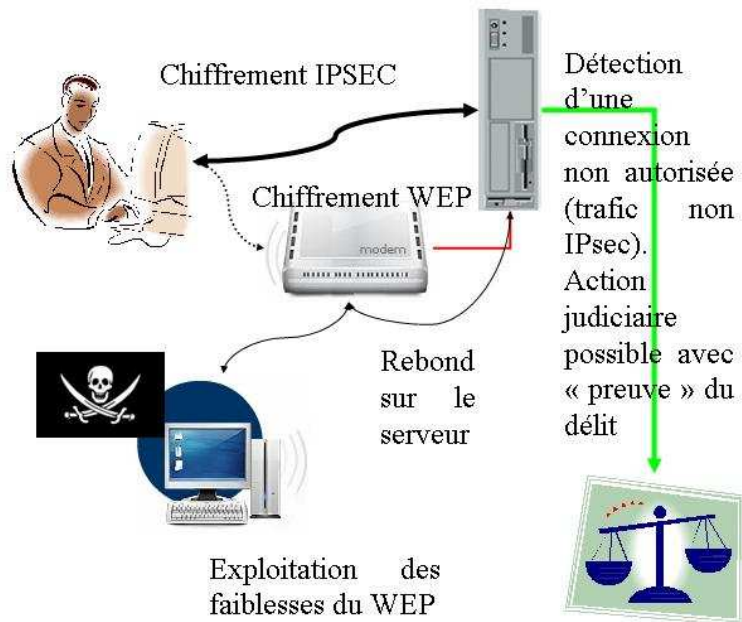 Chiffrement IPSEC
Chiffrement WEP
modem
Détection
d'une
connexion
non autorisée
(trafic non
IPsec).
Action
judiciaire
possible avec
« preuve » du
délit
Rebond
sur le
serveur
Exploitation des
faiblesses du WEP